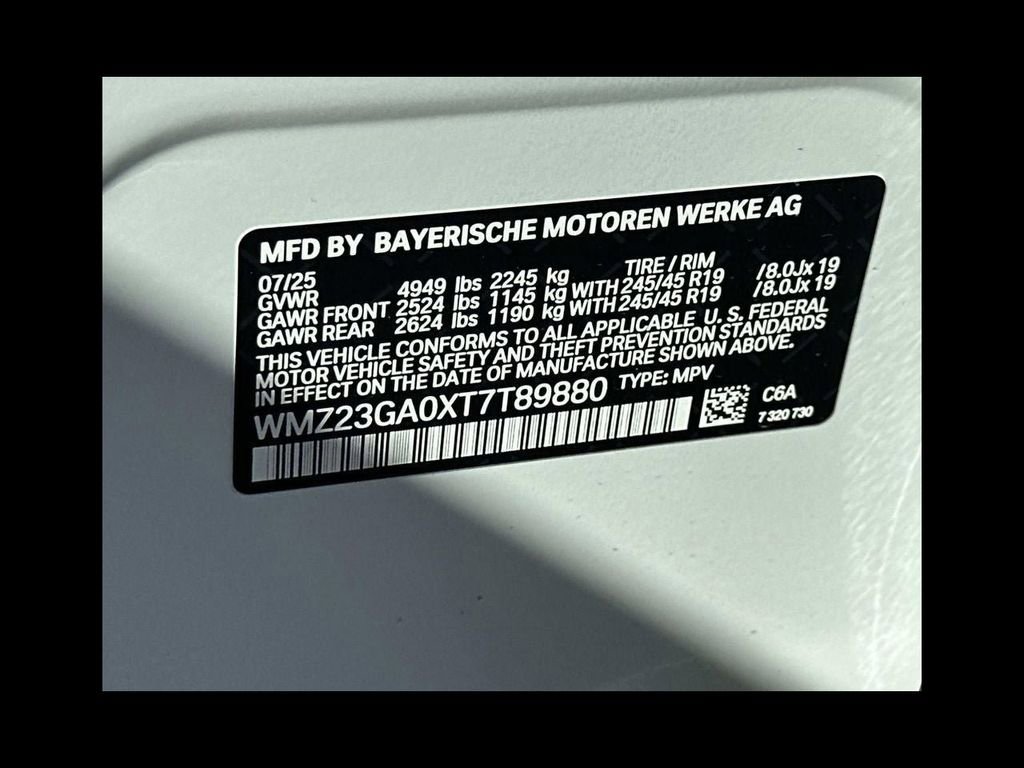 MFD BY BAYERISCHE MOTOREN WERKE AG
07/25 TIRE / RIM
GVWR 4949 lbs 2245 kg
GAWR FRONT 2524 lbs 1145 kg WITH 245/45 R19 /8.0Jx 19
GAWR REAR 2624 lbs 1190 kg WITH 245/45 R19 /8.0Jx 19
THIS VEHICLE CONFORMS TO ALL APPLICABLE U. S. FEDERAL
MOTOR VEHICLE SAFETY AND THEFT PREVENTION STANDARDS
IN EFFECT ON THE DATE OF MANUFACTURE SHOWN ABOVE.
WMZ23GA0XT7T89880 TYPE: MPV
C6A
7 320 730